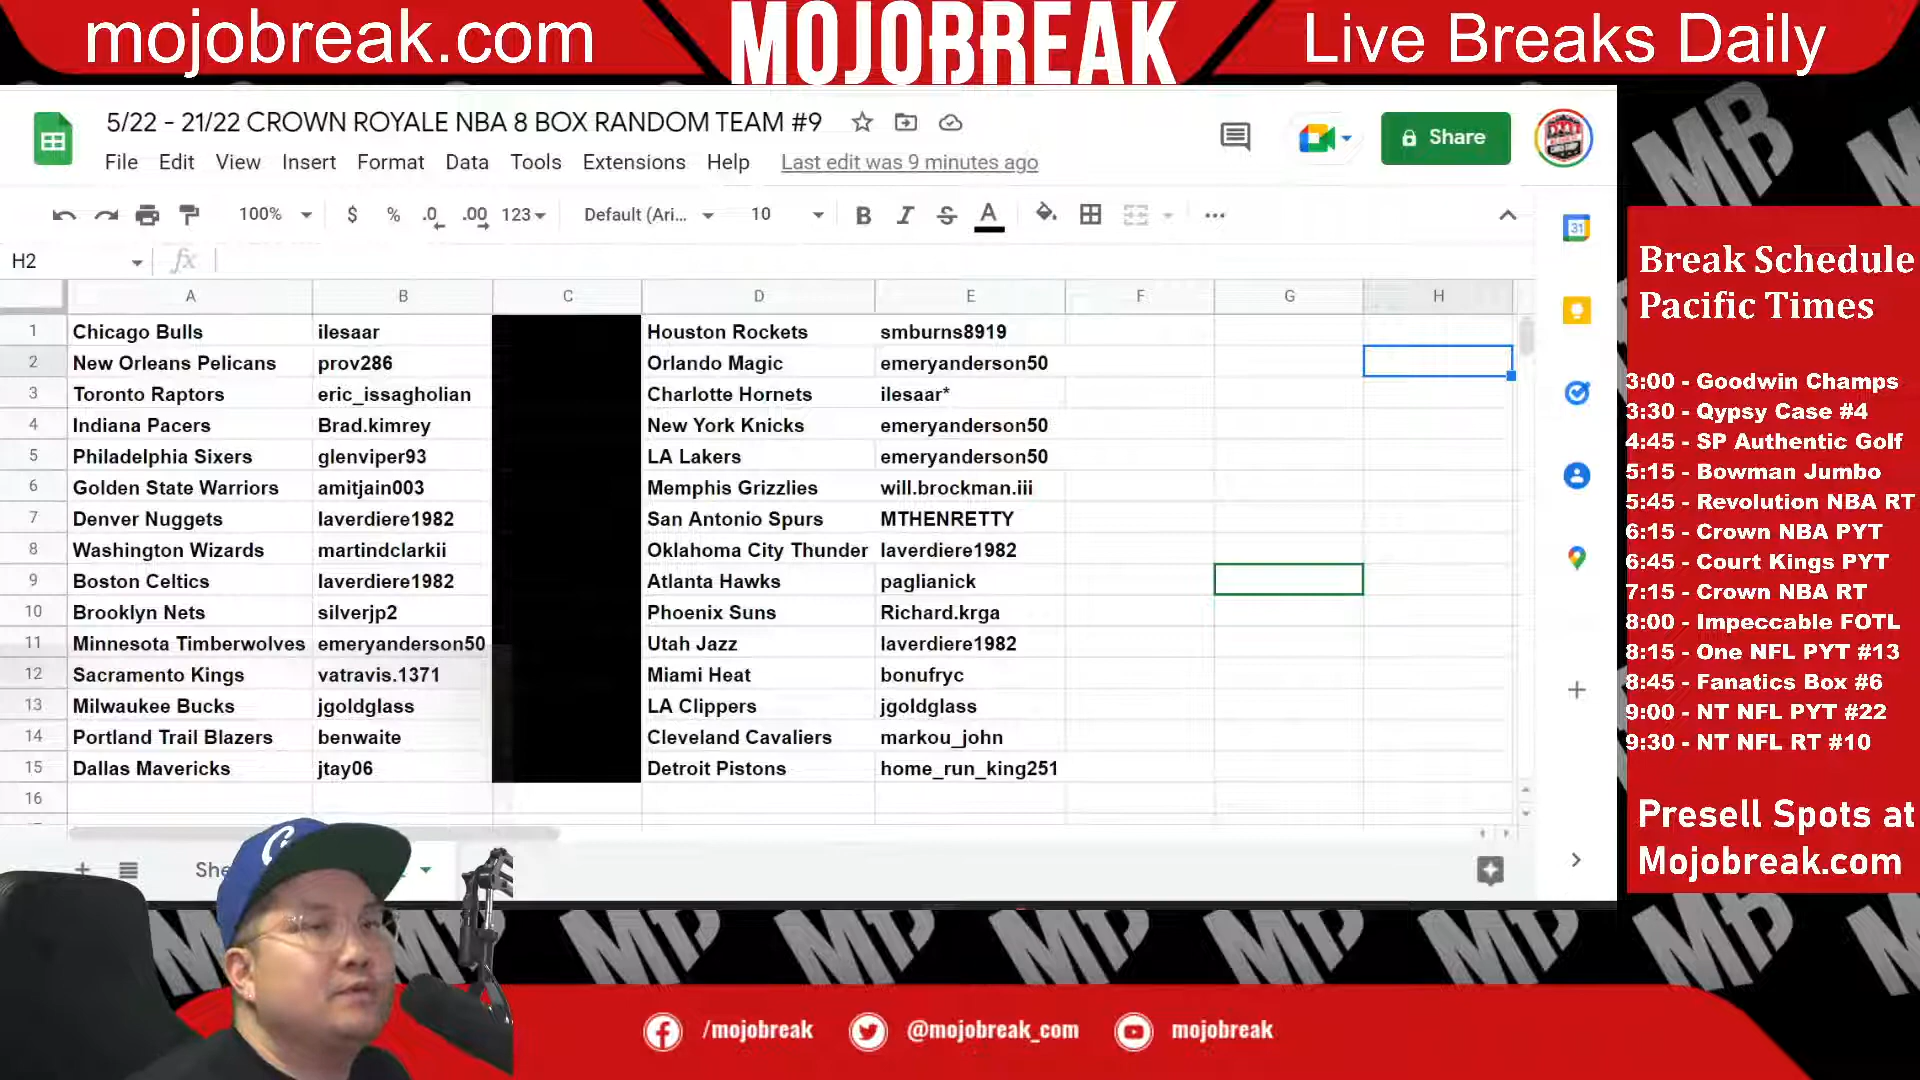 mojobreak.com
MOJOBREAK
Live Breaks Daily
5/22 - 21/22 CROWN ROYALE NBA 8 BOX RANDOM TEAM #9
Share
File Edit View Insert Format Data Tools Extensions Help Last edit was 9 minutes ago
100% $ % .0 .00 123 Default (Ari... 10 B I S A ...
31
H2 fx
A B C D E F G H
1 Chicago Bulls ilesaar Houston Rockets smburns8919
2 New Orleans Pelicans prov286 Orlando Magic emeryanderson50
3 Toronto Raptors eric_issagholian Charlotte Hornets ilesaar*
4 Indiana Pacers Brad.kimrey New York Knicks emeryanderson50
5 Philadelphia Sixers glenviper93 LA Lakers emeryanderson50
6 Golden State Warriors amitjain003 Memphis Grizzlies will.brockman.iii
7 Denver Nuggets laverdiere1982 San Antonio Spurs MTHENRETTY
8 Washington Wizards martindclarkii Oklahoma City Thunder laverdiere1982
9 Boston Celtics laverdiere1982 Atlanta Hawks paglianick
10 Brooklyn Nets silverjp2 Phoenix Suns Richard.krga
11 Minnesota Timberwolves emeryanderson50 Utah Jazz laverdiere1982
12 Sacramento Kings vatravis.1371 Miami Heat bonufryc
13 Milwaukee Bucks jgoldglass LA Clippers jgoldglass
14 Portland Trail Blazers benwaite Cleveland Cavaliers markou_john
15 Dallas Mavericks jtay06 Detroit Pistons home_run_king251
16
Break Schedule
Pacific Times
3:00 - Goodwin Champs
3:30 - Qypsy Case #4
4:45 - SP Authentic Golf
5:15 - Bowman Jumbo
5:45 - Revolution NBA RT
6:15 - Crown NBA PYT
6:45 - Court Kings PYT
7:15 - Crown NBA RT
8:00 - Impeccable FOTL
8:15 - One NFL PYT #13
8:45 - Fanatics Box #6
9:00 - NT NFL PYT #22
9:30 - NT NFL RT #10
Presell Spots at
Mojobreak.com
/mojobreak @mojobreak_com mojobreak